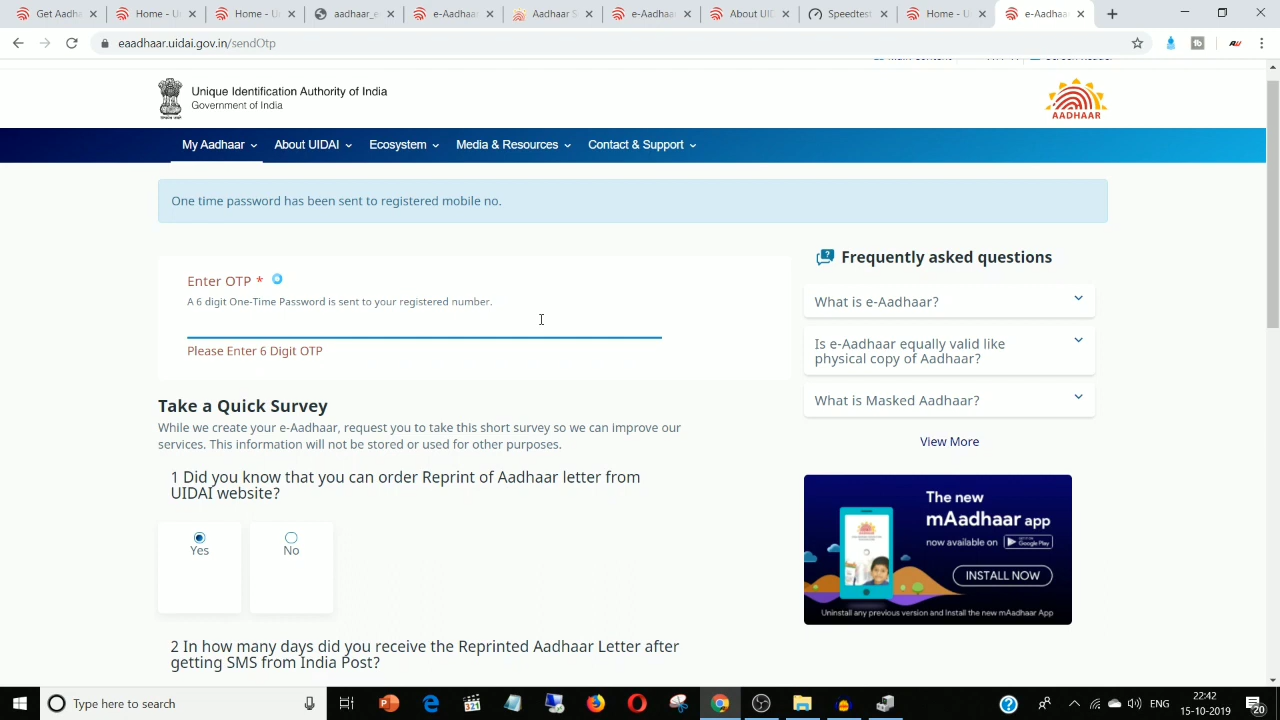 Get A
Home - U
Aadhar_e
e-Aadhar
Aadhar S
e-Aadhaa
About UID
Speedtest
Home - U
e-Aadhaa
eaadhaar.uidai.gov.in/sendOtp
Unique Identification Authority of India
Government of India
AADHAAR
My Aadhaar About UIDAI Ecosystem Media & Resources Contact & Support
One time password has been sent to registered mobile no.
Enter OTP *
A 6 digit One-Time Password is sent to your registered number.
Please Enter 6 Digit OTP
Take a Quick Survey
While we create your e-Aadhaar, request you to take this short survey so we can improve our
services. This information will not be stored or used for other purposes.
1 Did you know that you can order Reprint of Aadhaar letter from
UIDAI website?
Yes No
2 In how many days did you receive the Reprinted Aadhaar Letter after
getting SMS from India Post?
Frequently asked questions
What is e-Aadhaar?
Is e-Aadhaar equally valid like
physical copy of Aadhaar?
What is Masked Aadhaar?
View More
The new
mAadhaar app
now available on Google Play
INSTALL NOW
Uninstall any previous version and Install the new mAadhaar App
Type here to search
ENG
22:42
15-10-2019
20